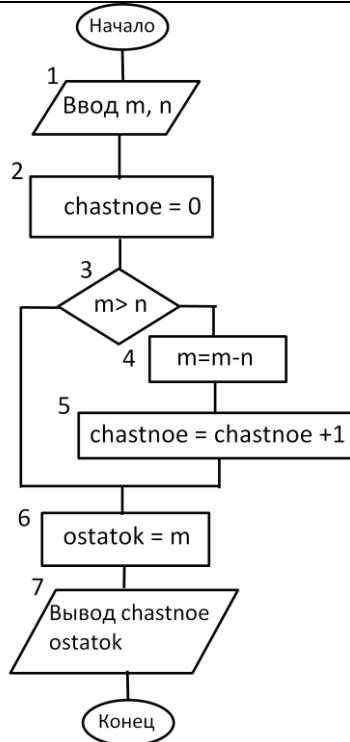 Начало
1
Ввод m, n
2
chastnoe = 0
3
m> n
4
m=m-n
5
chastnoe = chastnoe +1
6
ostatok = m
7
Вывод chastnoe
ostatok
Конец